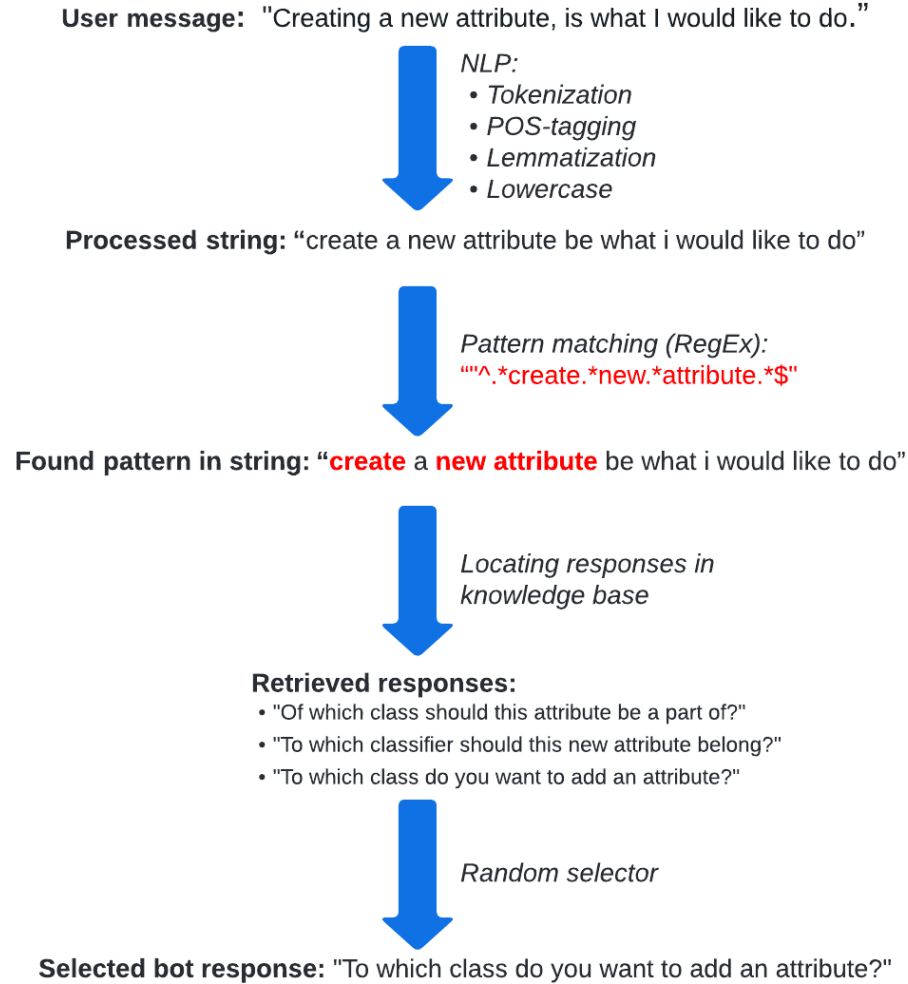 User message: "Creating a new attribute, is what I would like to do.”
NLP:
• Tokenization
• POS-tagging
• Lemmatization
• Lowercase
Processed string: “create a new attribute be what i would like to do”
Pattern matching (RegEx):
“"^.*create.*new.*attribute.*$"
Found pattern in string: “create a new attribute be what i would like to do”
Locating responses in
knowledge base
Retrieved responses:
• "Of which class should this attribute be a part of?"
• "To which classifier should this new attribute belong?"
• "To which class do you want to add an attribute?"
Random selector
Selected bot response: "To which class do you want to add an attribute?"